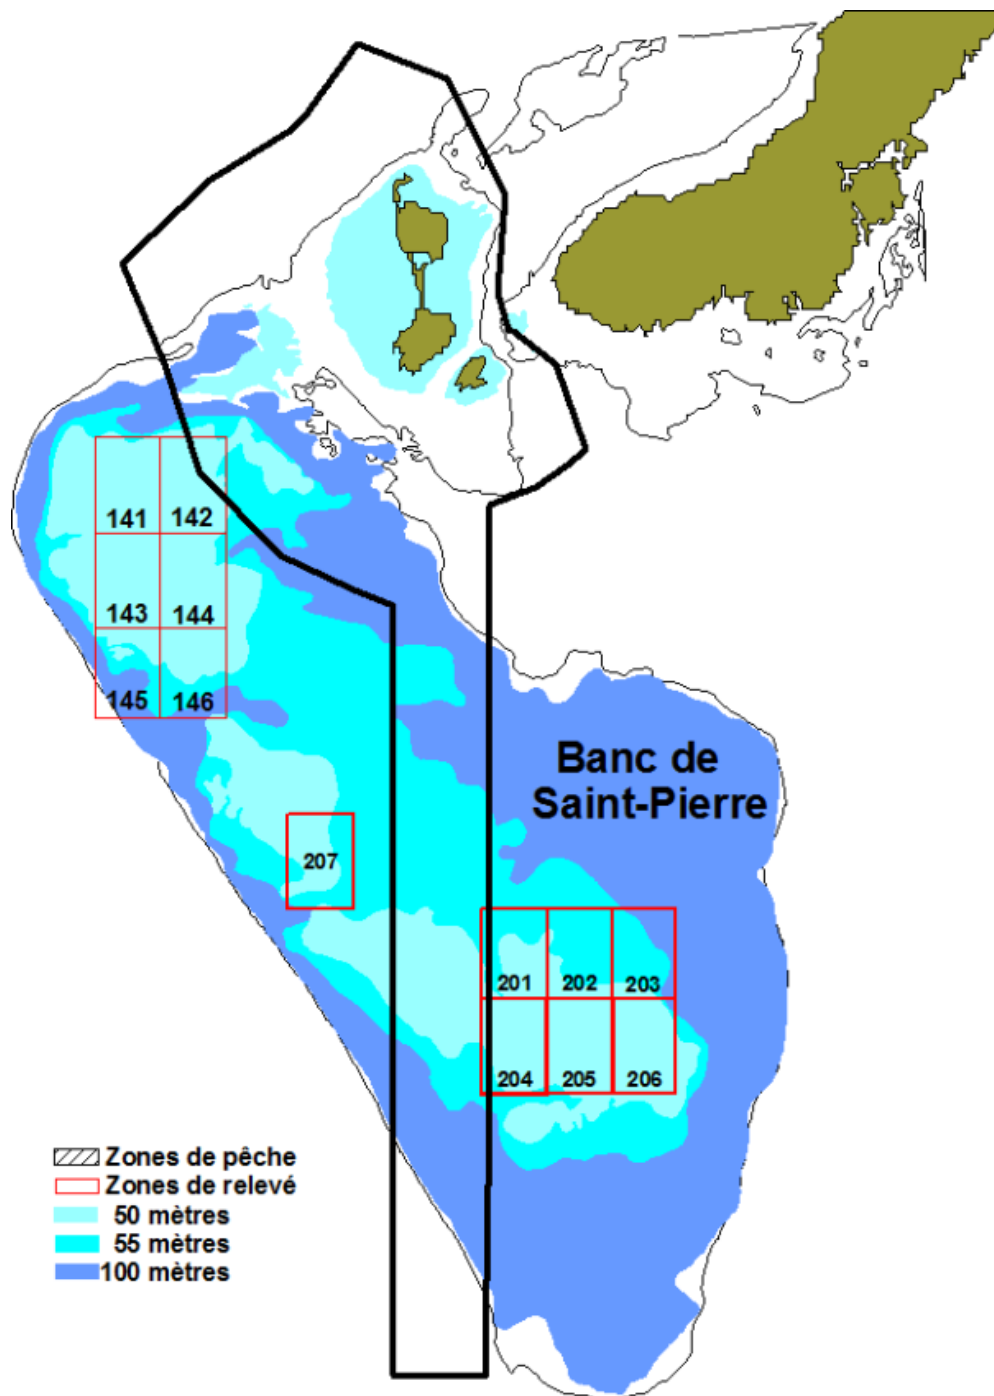 141 142
143 144
145 146
Banc de
Saint-Pierre
207
201 202 203
204 205 206
Zones de pêche
Zones de relevé
50 mètres
55 mètres
100 mètres